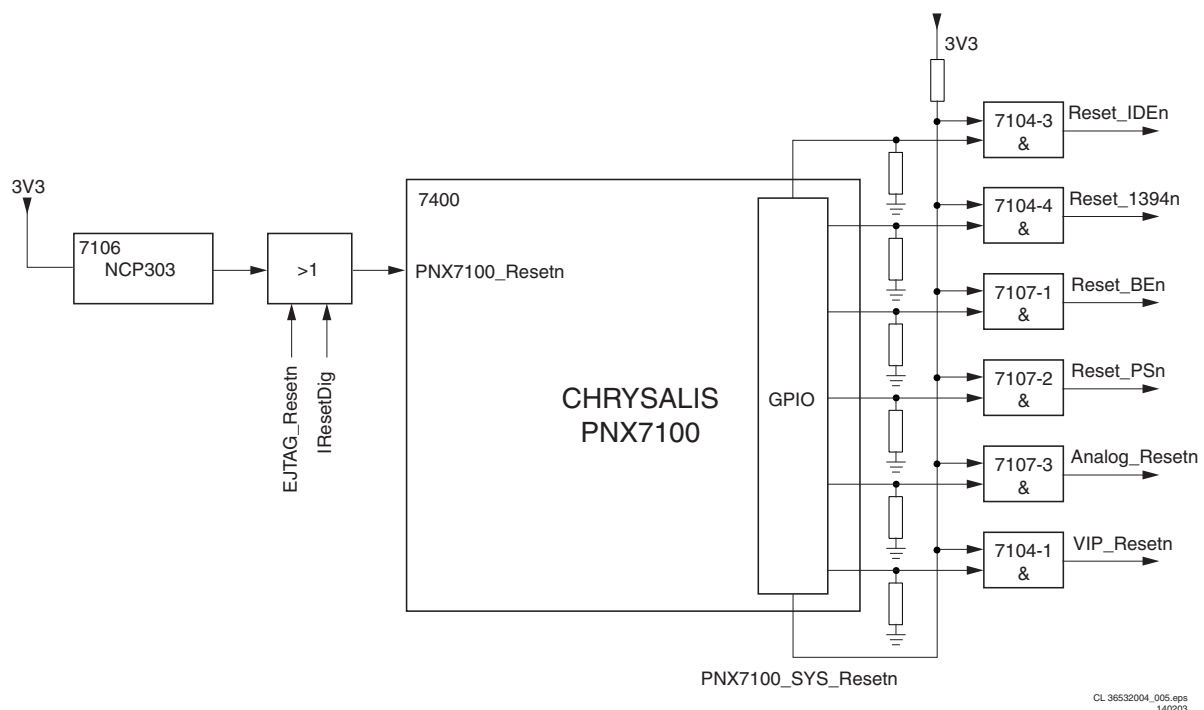 3V3
7106
NCP303
>1
EJTAG_Resetn
IResetDig
7400
PNX7100_Resetn
CHRYSALIS
PNX7100
GPIO
PNX7100_SYS_Resetn
3V3
7104-3
&
Reset_IDEn
7104-4
&
Reset_1394n
7107-1
&
Reset_BEn
7107-2
&
Reset_PSn
7107-3
&
Analog_Resetn
7104-1
&
VIP_Resetn
CL 36532004_005.eps
140203